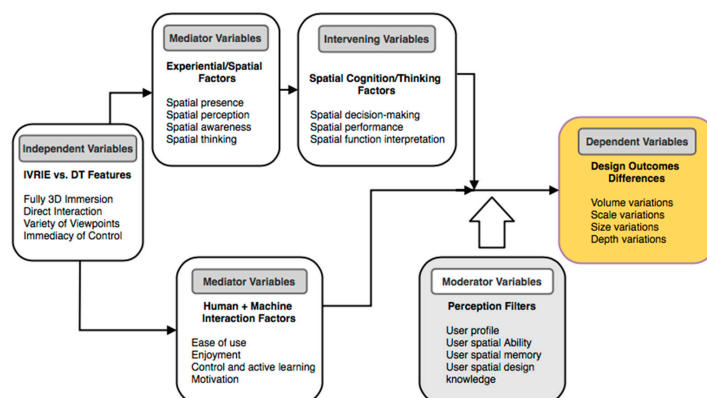 Independent Variables
IVRIE vs. DT Features
Fully 3D Immersion
Direct Interaction
Variety of Viewpoints
Immediacy of Control
Mediator Variables
Experiential/Spatial
Factors
Spatial presence
Spatial perception
Spatial awareness
Spatial thinking
Intervening Variables
Spatial Cognition/Thinking
Factors
Spatial decision-making
Spatial performance
Spatial function interpretation
Mediator Variables
Human + Machine
Interaction Factors
Ease of use
Enjoyment
Control and active learning
Motivation
Moderator Variables
Perception Filters
User profile
User spatial Ability
User spatial memory
User spatial design
knowledge
Dependent Variables
Design Outcomes
Differences
Volume variations
Scale variations
Size variations
Depth variations